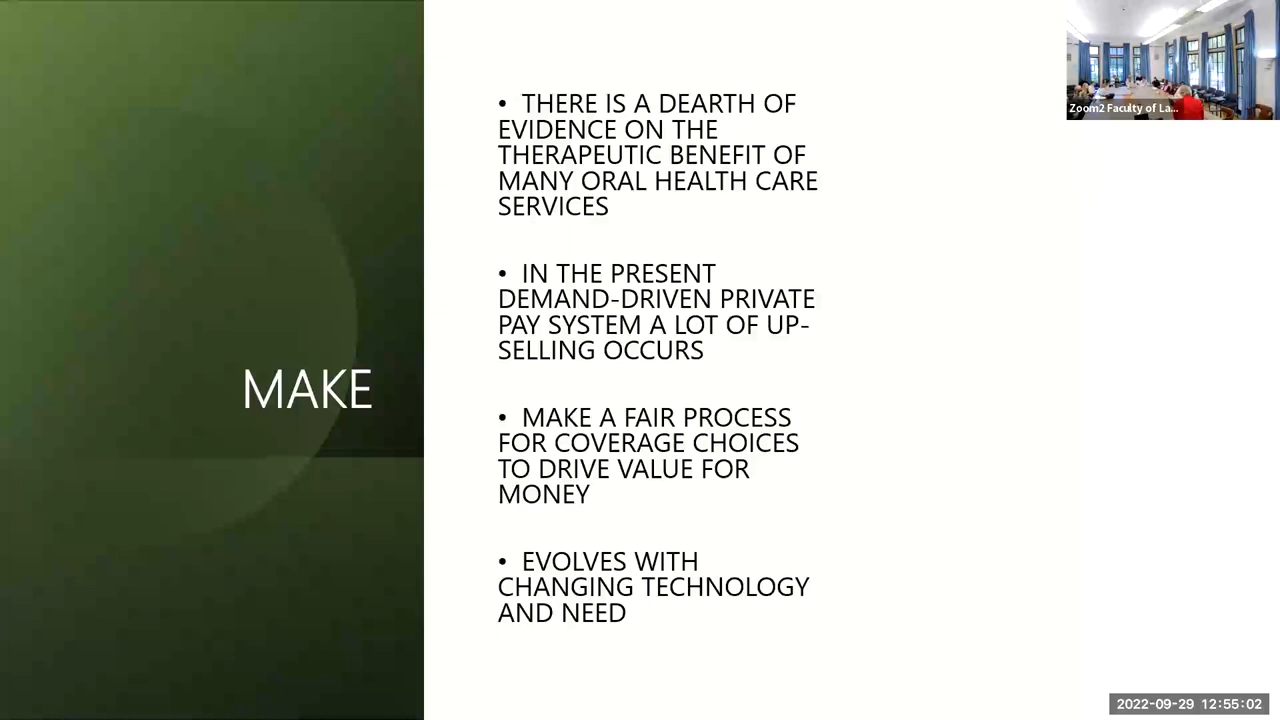 MAKE
• THERE IS A DEARTH OF
EVIDENCE ON THE
THERAPEUTIC BENEFIT OF
MANY ORAL HEALTH CARE
SERVICES
• IN THE PRESENT
DEMAND-DRIVEN PRIVATE
PAY SYSTEM A LOT OF UP-
SELLING OCCURS
• MAKE A FAIR PROCESS
FOR COVERAGE CHOICES
TO DRIVE VALUE FOR
MONEY
• EVOLVES WITH
CHANGING TECHNOLOGY
AND NEED
Zoom2 Faculty of La...
2022-09-29 12:55:02